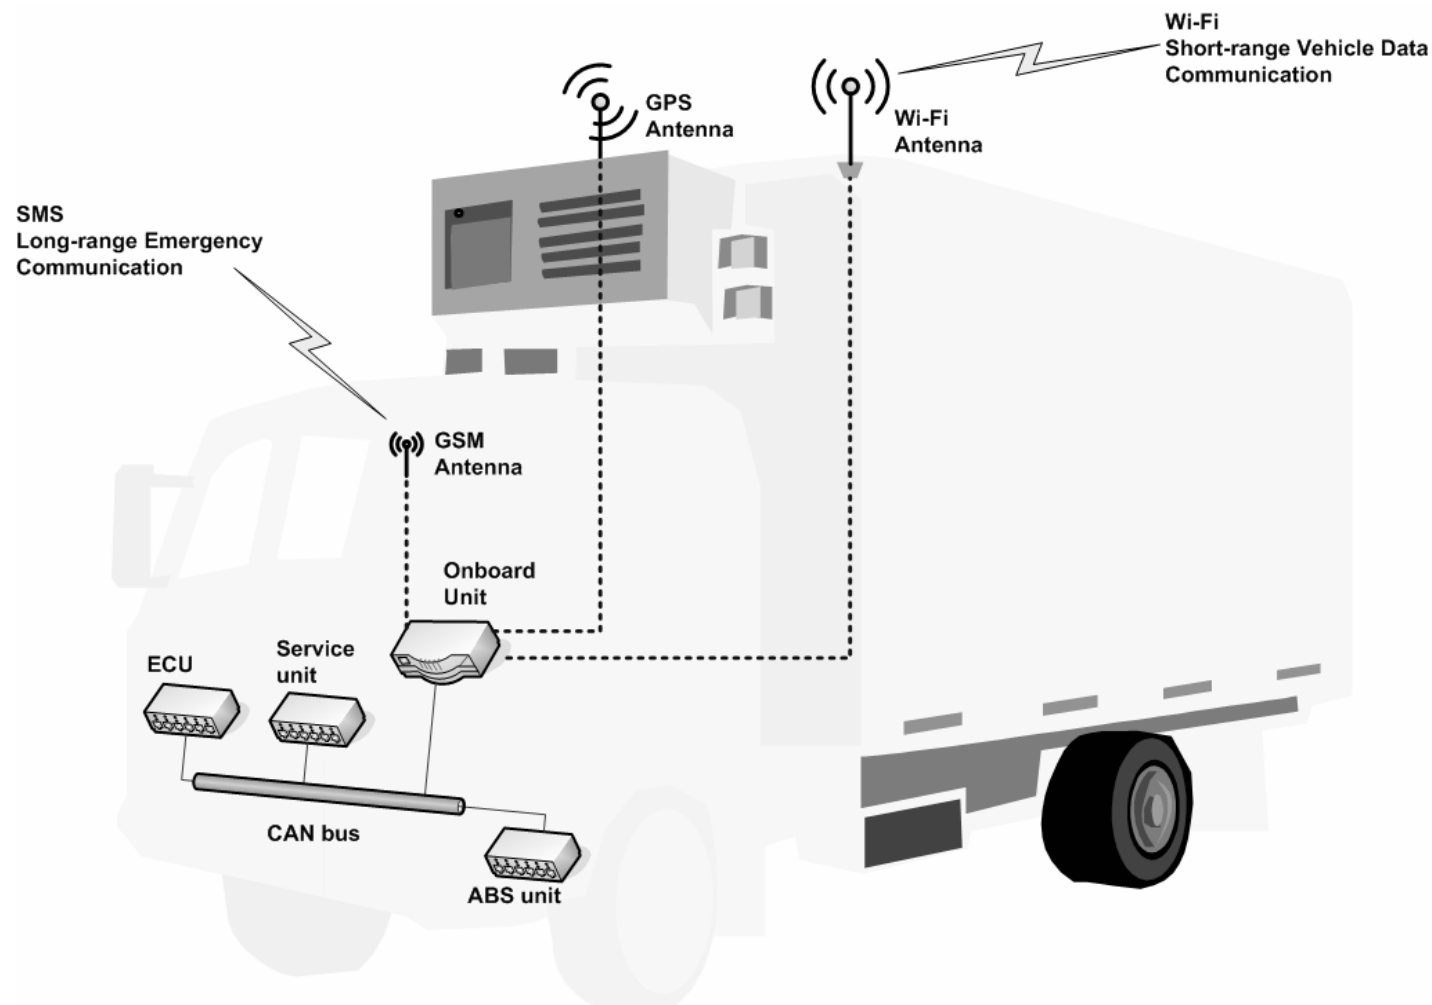 Wi-Fi
Short-range Vehicle Data
Communication
GPS
Antenna
Wi-Fi
Antenna
SMS
Long-range Emergency
Communication
GSM
Antenna
Onboard
Unit
Service
unit
ECU
CAN bus
ABS unit